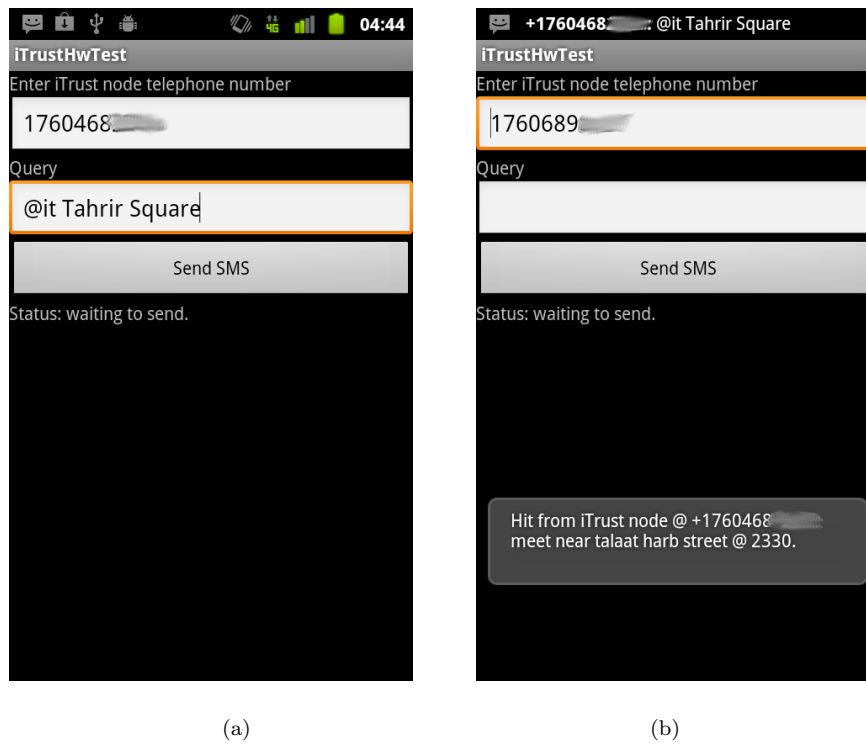 04:44
iTrustHwTest
Enter iTrust node telephone number
1760468
Query
@it Tahrir Square
Send SMS
Status: waiting to send.
(a)
+1760468 : @it Tahrir Square
iTrustHwTest
Enter iTrust node telephone number
1760689
Query
Send SMS
Status: waiting to send.
Hit from iTrust node @ +1760468
meet near talaat harb street @ 2330.
(b)